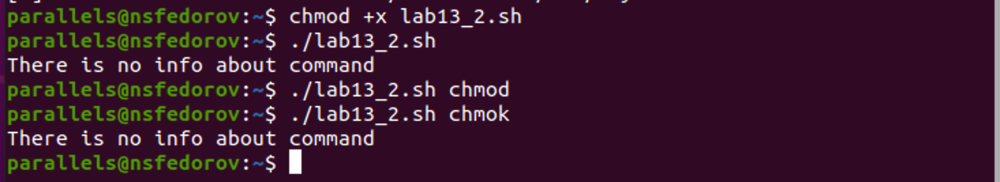 parallels@nsfedorov:~$ chmod +x lab13_2.sh
parallels@nsfedorov:~$ ./lab13_2.sh
There is no info about command
parallels@nsfedorov:~$ ./lab13_2.sh chmod
parallels@nsfedorov:~$ ./lab13_2.sh chmok
There is no info about command
parallels@nsfedorov:~$